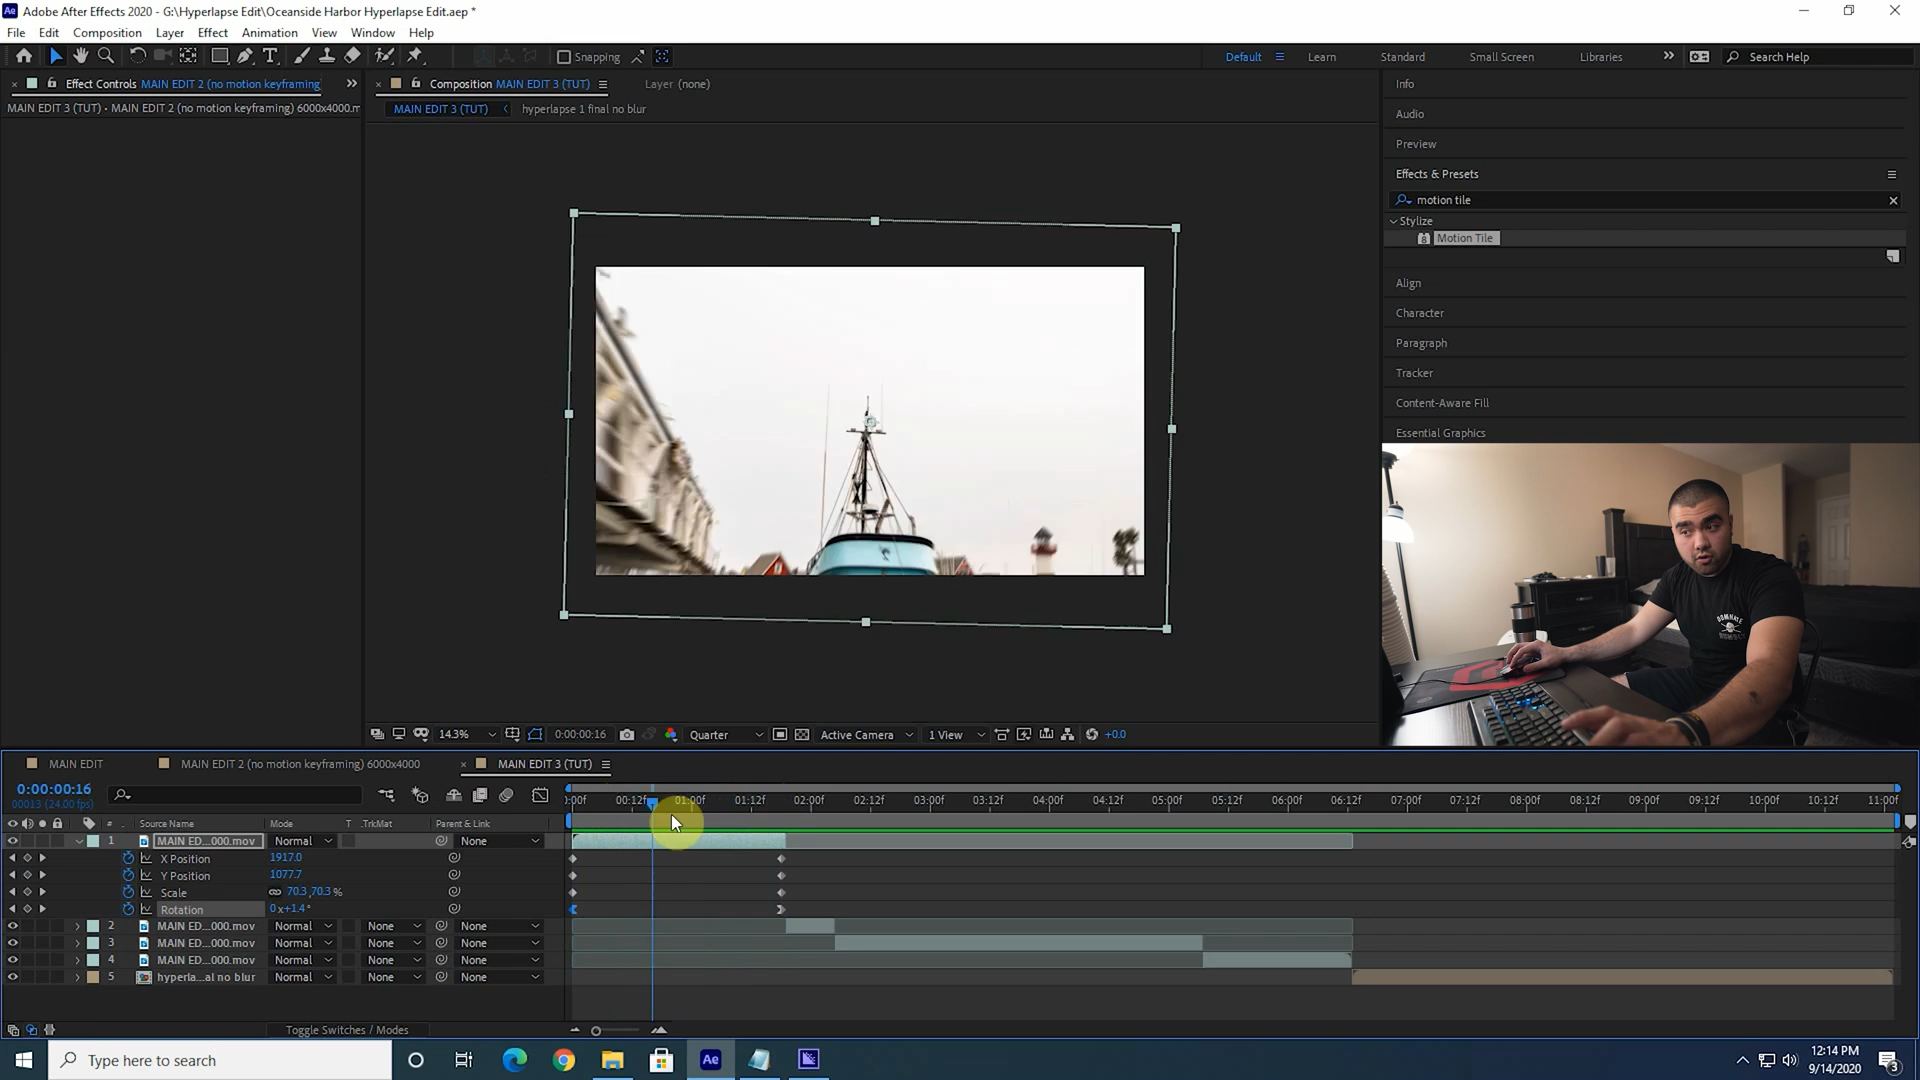 Adobe After Effects 2020 - G:\Hyperlapse Edit\Oceanside Harbor Hyperlapse Edit.aep *
File Edit Composition Layer Effect Animation View Window Help
Snapping
Default Learn Standard Small Screen Libraries Search Help
Effect Controls MAIN EDIT 2 (no motion keyframing)
MAIN EDIT 3 (TUT) • MAIN EDIT 2 (no motion keyframing) 6000x4000.m
Composition MAIN EDIT 3 (TUT) Layer (none)
MAIN EDIT 3 (TUT) hyperlapse 1 final no blur
Info
Audio
Preview
Effects & Presets
motion tile
Stylize
Motion Tile
Align
Character
Paragraph
Tracker
Content-Aware Fill
Essential Graphics
14.3% 0:00:00:16 Quarter Active Camera 1 View +0.0
MAIN EDIT MAIN EDIT 2 (no motion keyframing) 6000x4000 MAIN EDIT 3 (TUT)
0:00:00:16
00013 (24.00 fps)
:00f 00:12f 01:00f 01:12f 02:00f 02:12f 03:00f 03:12f 04:00f 04:12f 05:00f 05:12f 06:00f 06:12f 07:00f 07:12f 08:00f 08:12f 09:00f 09:12f 10:00f 10:12f 11:00f
# Source Name Mode T .TrkMat Parent & Link
1 MAIN ED...000.mov Normal None
X Position 1917.0
Y Position 1077.7
Scale 70.3,70.3 %
Rotation 0x+1.4°
2 MAIN ED...000.mov Normal None None
3 MAIN ED...000.mov Normal None None
4 MAIN ED...000.mov Normal None None
5 hyperla...al no blur Normal None None
Toggle Switches / Modes
Type here to search
Ae
12:14 PM
9/14/2020
3